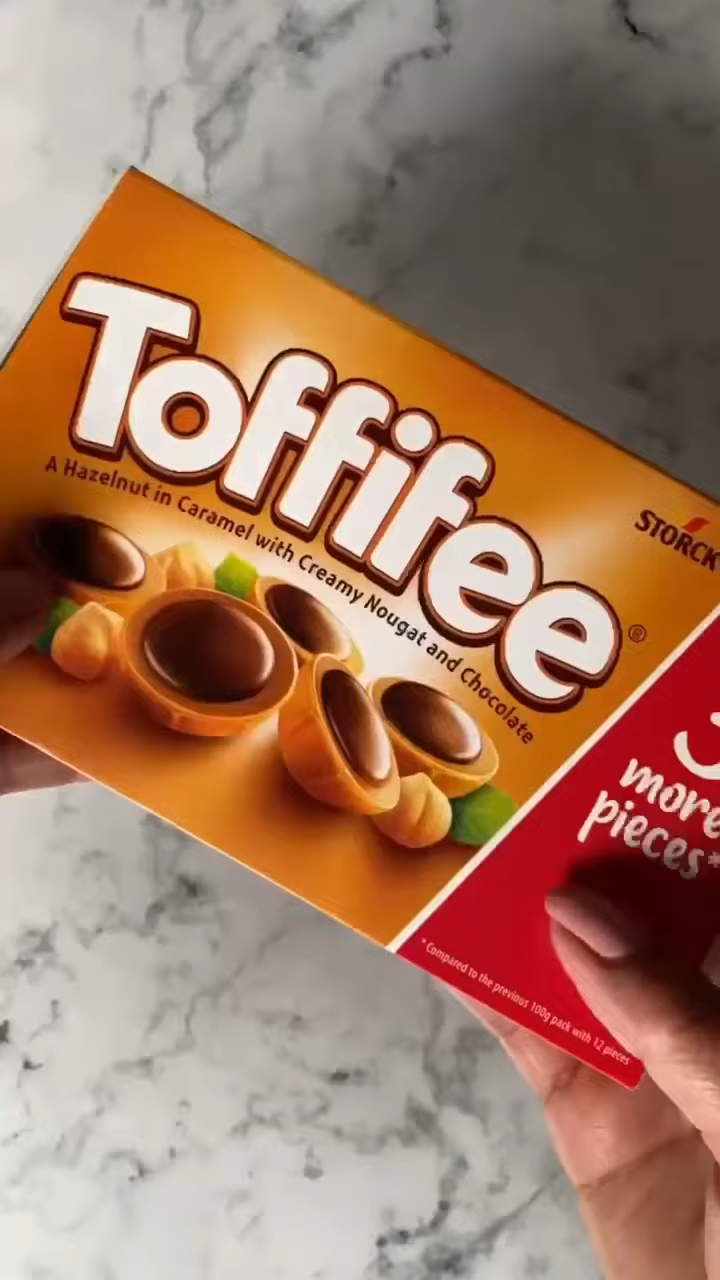 Toffifee®
A Hazelnut in Caramel with Creamy Nougat and Chocolate
STORCK
3
more
pieces*
* Compared to the previous 100g pack with 12 pieces